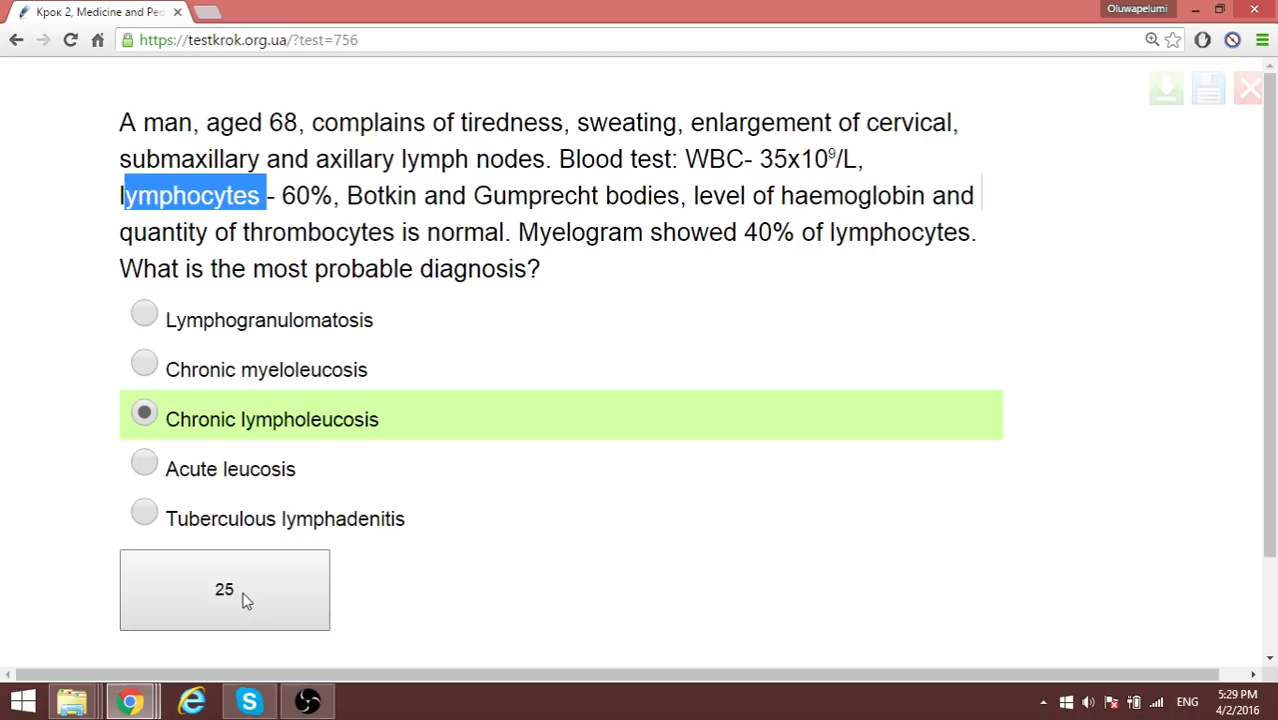 Крок 2, Medicine and Pe
Oluwapelumi
https://testkrok.org.ua/?test=756
A man, aged 68, complains of tiredness, sweating, enlargement of cervical,
submaxillary and axillary lymph nodes. Blood test: WBC- 35x10⁹/L,
lymphocytes - 60%, Botkin and Gumprecht bodies, level of haemoglobin and
quantity of thrombocytes is normal. Myelogram showed 40% of lymphocytes.
What is the most probable diagnosis?
Lymphogranulomatosis
Chronic myeloleucosis
Chronic lympholeucosis
Acute leucosis
Tuberculous lymphadenitis
25
ENG
5:29 PM
4/2/2016